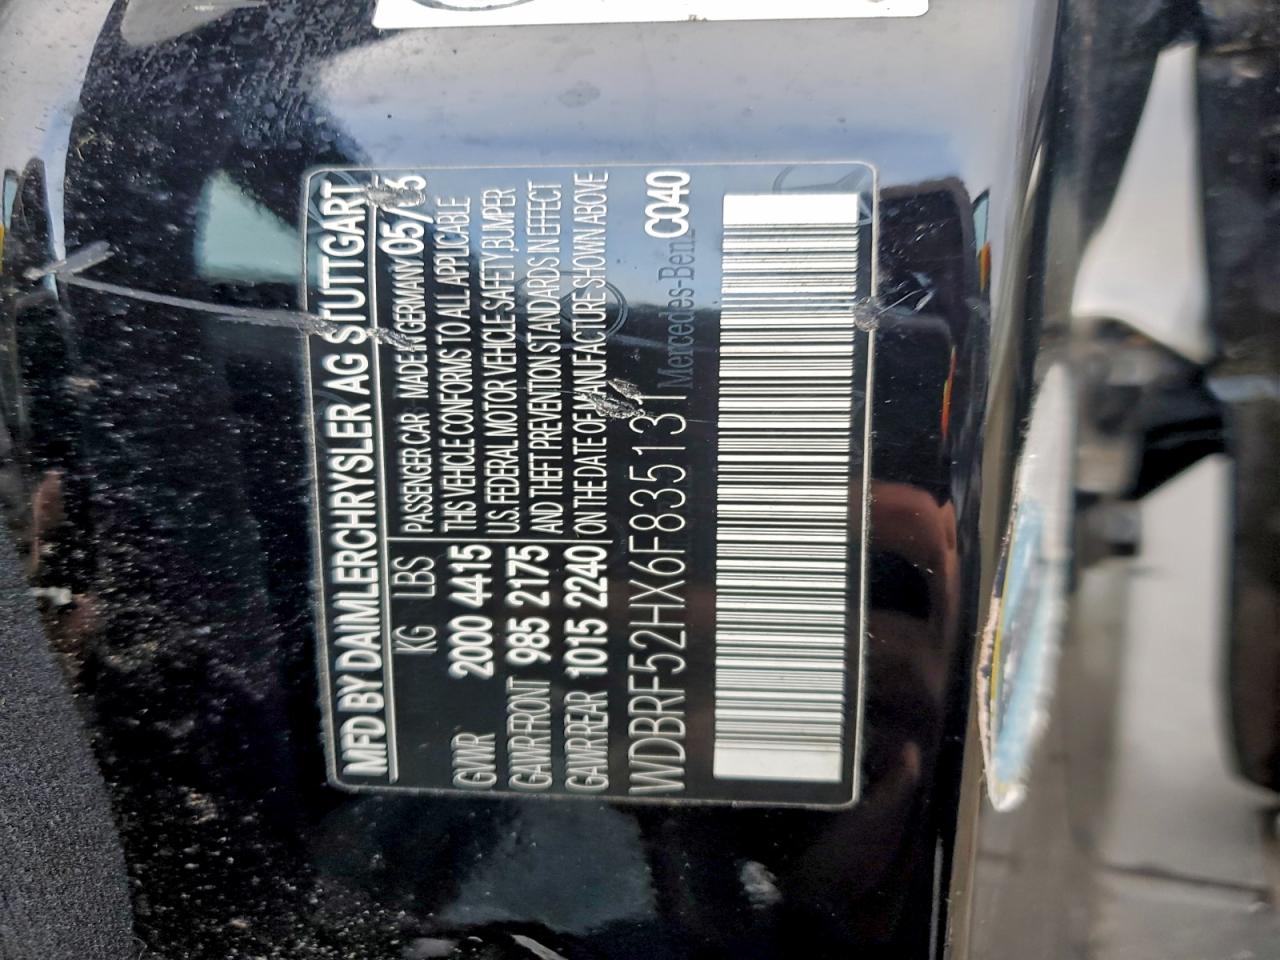 MFD BY DAIMLERCHRYSLER AG STUTTGART
KG LBS PASSENGER CAR MADE IN GERMANY 05/05
GVWR 2000 4415 THIS VEHICLE CONFORMS TO ALL APPLICABLE
U.S. FEDERAL MOTOR VEHICLE SAFETY,BUMPER
GAWR FRONT 985 2175 AND THEFT PREVENTION STANDARDS IN EFFECT
GAWR REAR 1015 2240 ON THE DATE OF MANUFACTURE SHOWN ABOVE
WDBRF52HX6F835131 Mercedes-Benz C040